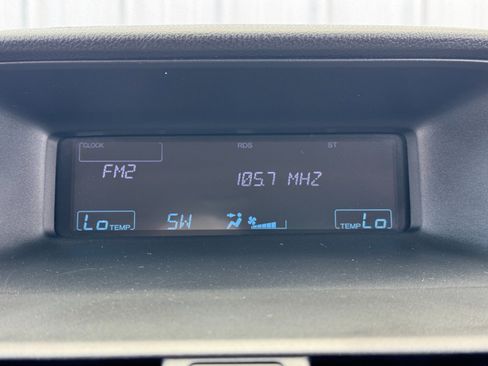 CLOCK RDS ST
FM2 105.7 MHZ
Lo TEMP SW TEMP Lo